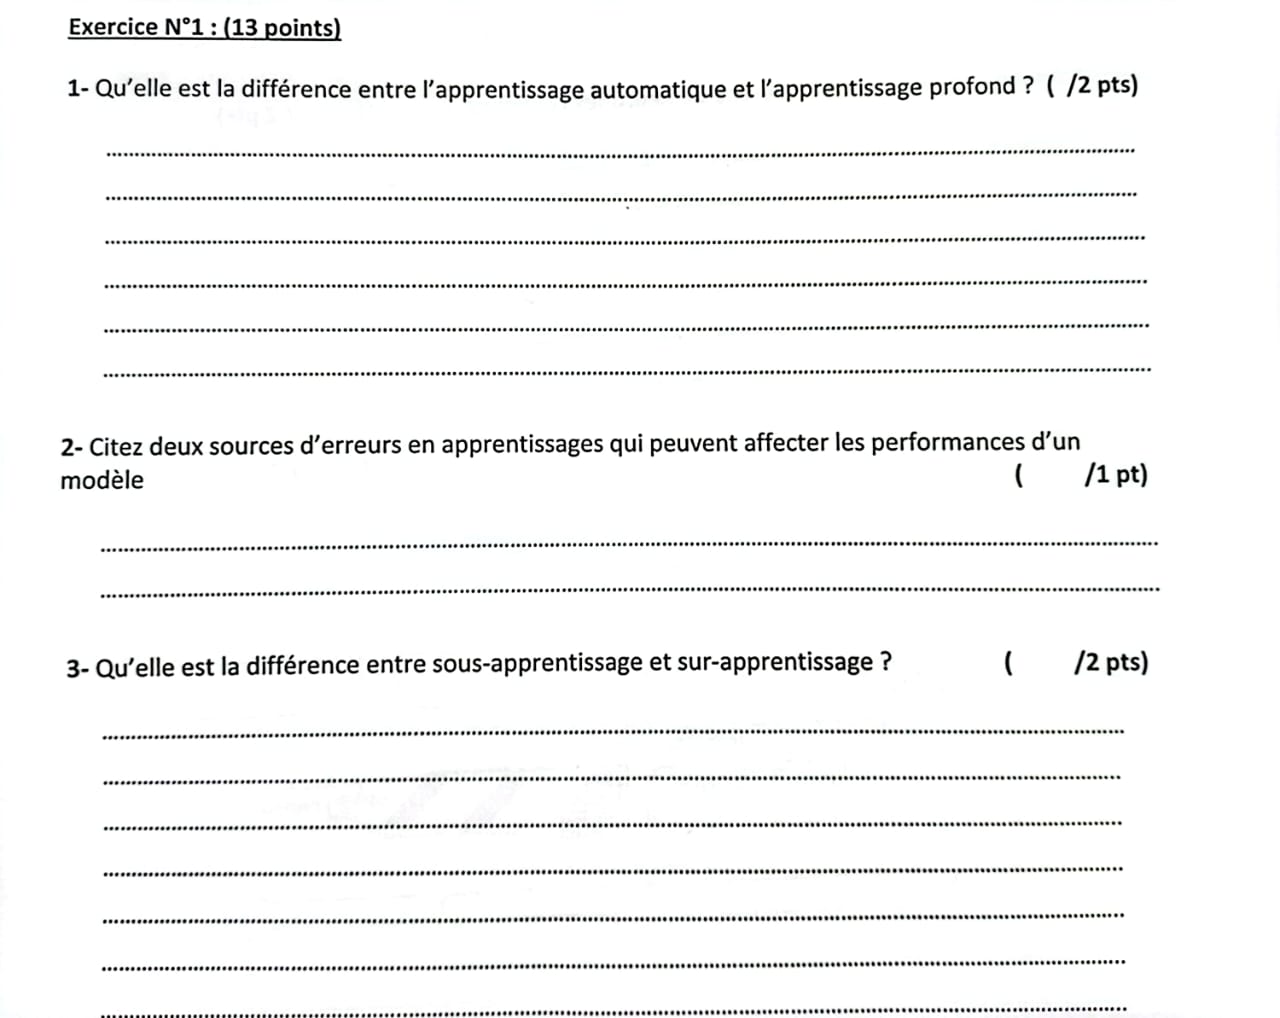 Exercice N°1 : (13 points)
1- Qu’elle est la différence entre l’apprentissage automatique et l’apprentissage profond ? ( /2 pts)
2- Citez deux sources d’erreurs en apprentissages qui peuvent affecter les performances d’un
modèle ( /1 pt)
3- Qu’elle est la différence entre sous-apprentissage et sur-apprentissage ? ( /2 pts)